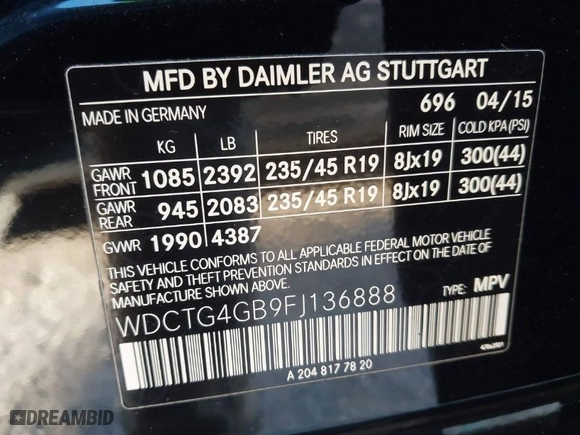 MFD BY DAIMLER AG STUTTGART
MADE IN GERMANY 696 04/15
KG LB TIRES RIM SIZE COLD KPA(PSI)
GAWR FRONT 1085 2392 235/45 R19 8Jx19 300(44)
GAWR REAR 945 2083 235/45 R19 8Jx19 300(44)
GVWR 1990 4387
THIS VEHICLE CONFORMS TO ALL APPLICABLE FEDERAL MOTOR VEHICLE
SAFETY AND THEFT PREVENTION STANDARDS IN EFFECT ON THE
DATE OF MANUFACTURE SHOWN ABOVE. TYPE: MPV
WDCTG4GB9FJ136888
A 204 817 78 20
DREAMBID